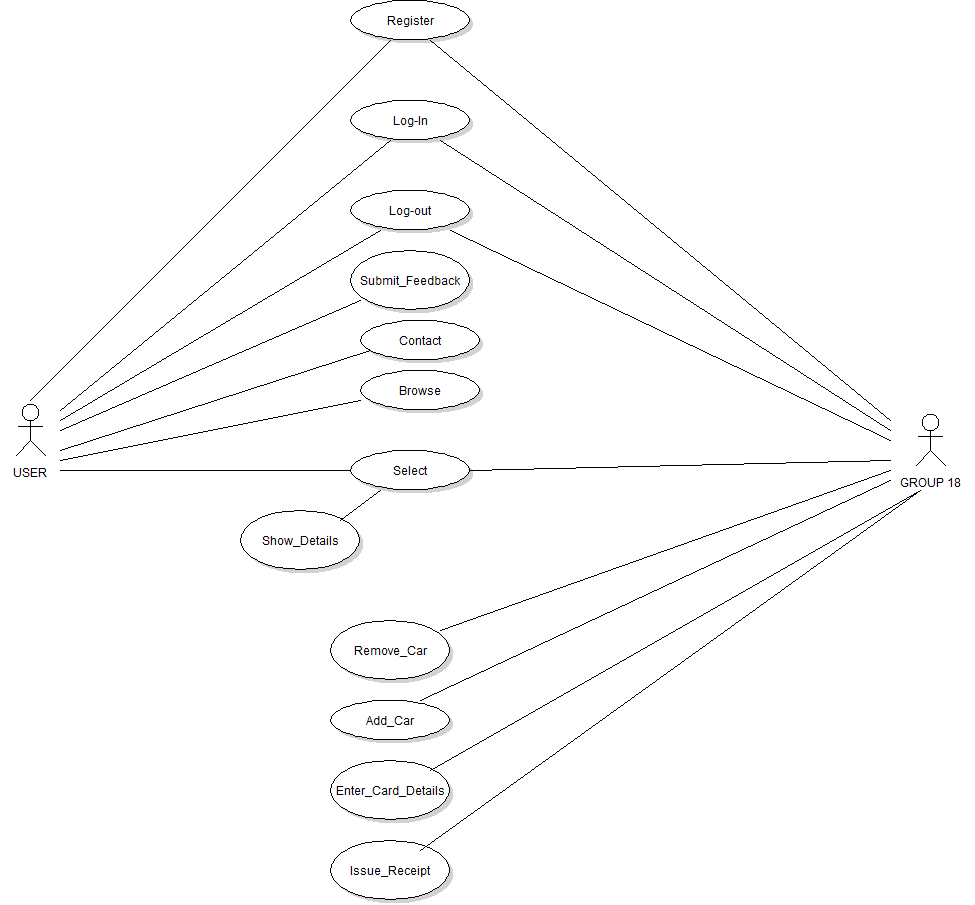 Register
Log-In
Log-out
Submit_Feedback
Contact
Browse
USER
Select
GROUP 18
Show_Details
Remove_Car
Add_Car
Enter_Card_Details
Issue_Receipt